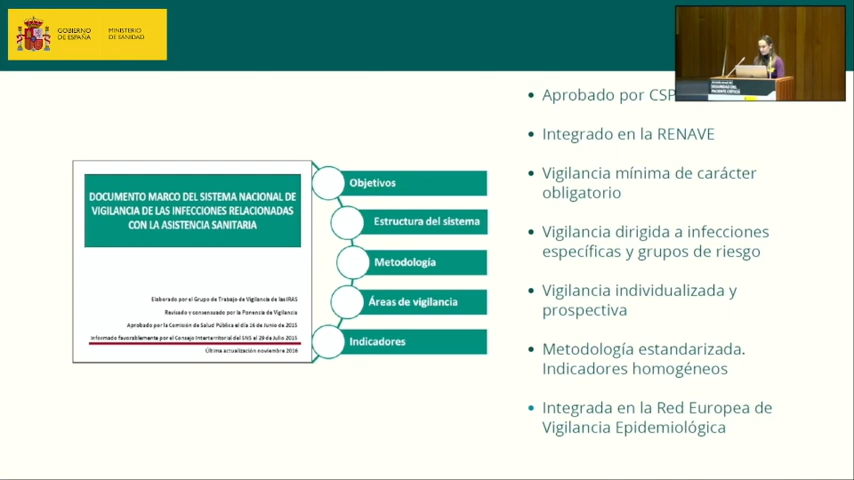 GOBIERNO
DE ESPAÑA
MINISTERIO
DE SANIDAD
Aprobado por CSP
Integrado en la RENAVE
Vigilancia mínima de carácter
obligatorio
Vigilancia dirigida a infecciones
específicas y grupos de riesgo
Vigilancia individualizada y
prospectiva
Metodología estandarizada.
Indicadores homogéneos
Integrada en la Red Europea de
Vigilancia Epidemiológica
DOCUMENTO MARCO DEL SISTEMA NACIONAL DE
VIGILANCIA DE LAS INFECCIONES RELACIONADAS
CON LA ASISTENCIA SANITARIA
Elaborado por el Grupo de Trabajo de Vigilancia de las IRAS
Revisado y consensuado por la Ponencia de Vigilancia
Aprobado por la Comisión de Salud Pública el día 16 de Junio de 2015
Informado favorablemente por el Consejo Interterritorial del SNS el 29 de Julio 2015
Última actualización noviembre 2016
Objetivos
Estructura del sistema
Metodología
Áreas de vigilancia
Indicadores
SEGURIDAD DEL
PACIENTE CRÍTICO